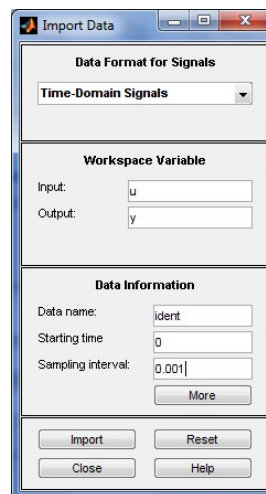 Import Data
Data Format for Signals
Time-Domain Signals
Workspace Variable
Input: u
Output: y
Data Information
Data name: ident
Starting time 0
Sampling interval: 0.001
More
Import Reset
Close Help